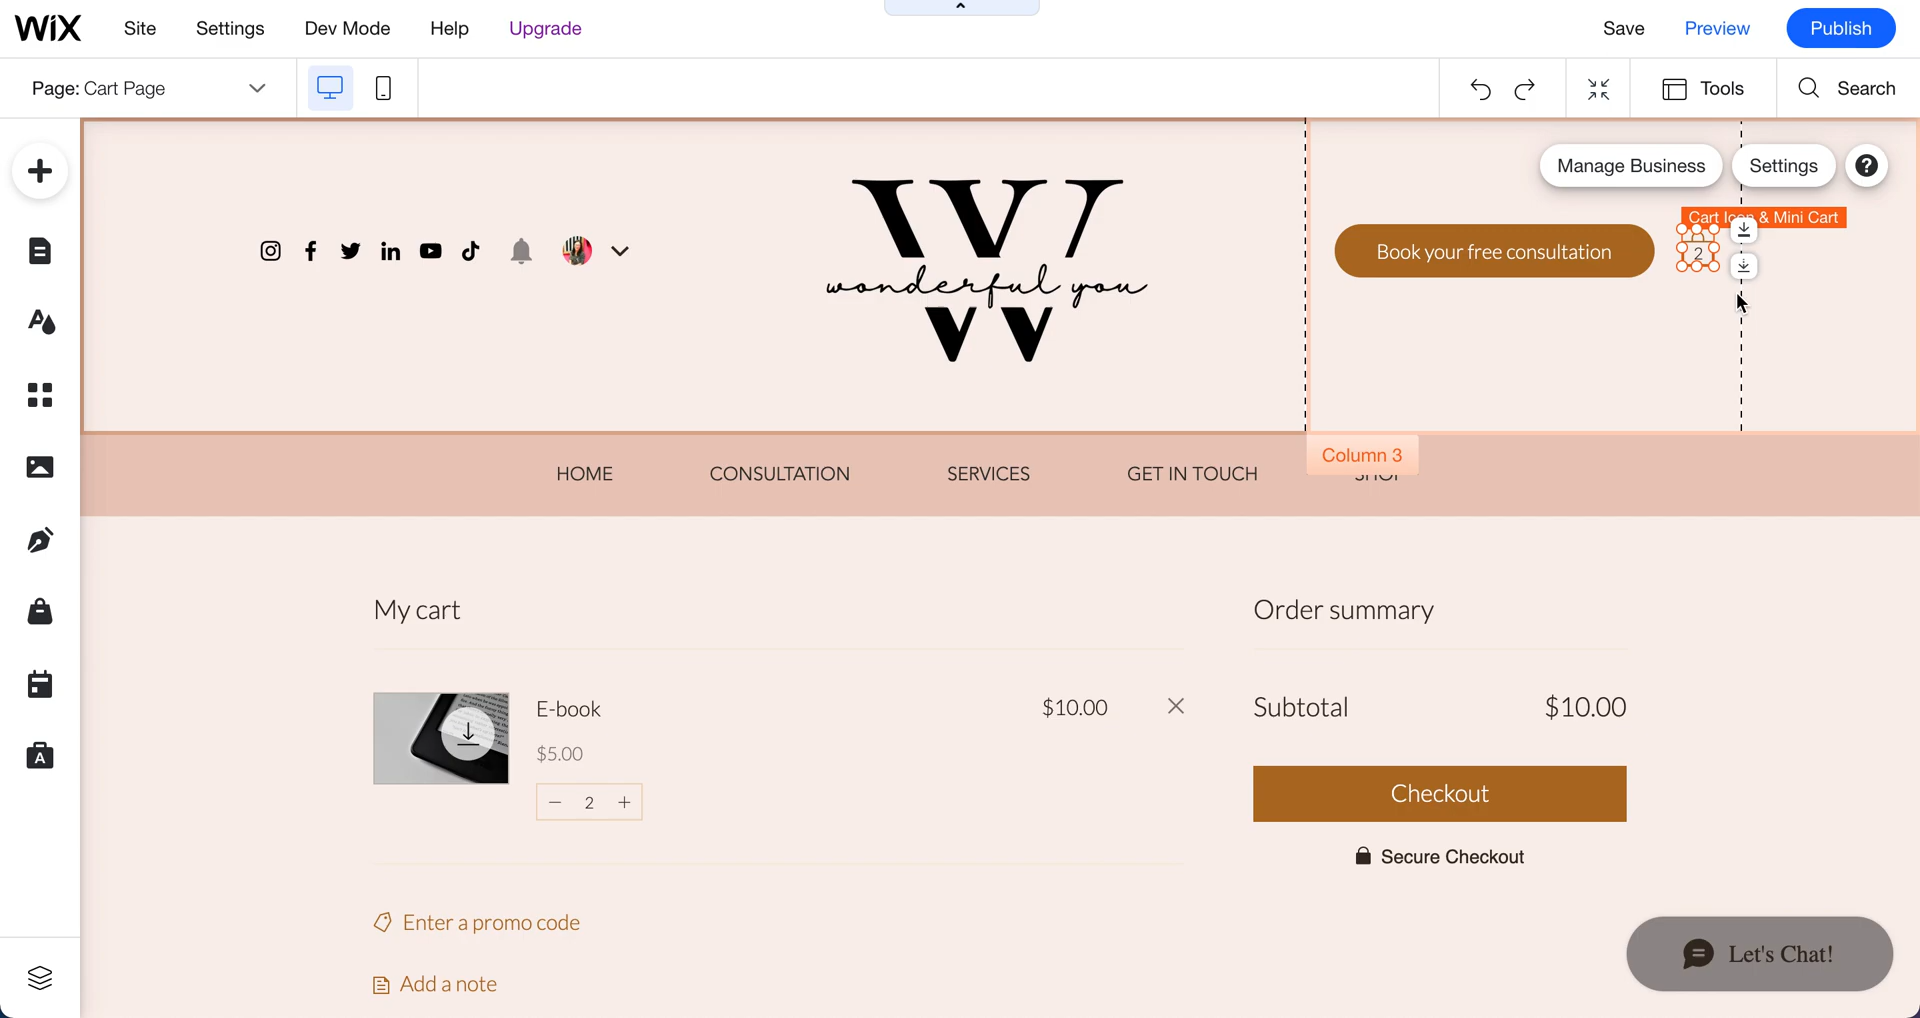 WiX Site Settings Dev Mode Help Upgrade Save Preview Publish
Page: Cart Page Tools Search
Manage Business Settings ?
Cart Icon & Mini Cart
Book your free consultation 2
W
wonderful you
W
Column 3
HOME CONSULTATION SERVICES GET IN TOUCH SHOP
My cart Order summary
E-book $10.00 Subtotal $10.00
$5.00
− 2 + Checkout
Secure Checkout
Enter a promo code
Let's Chat!
Add a note